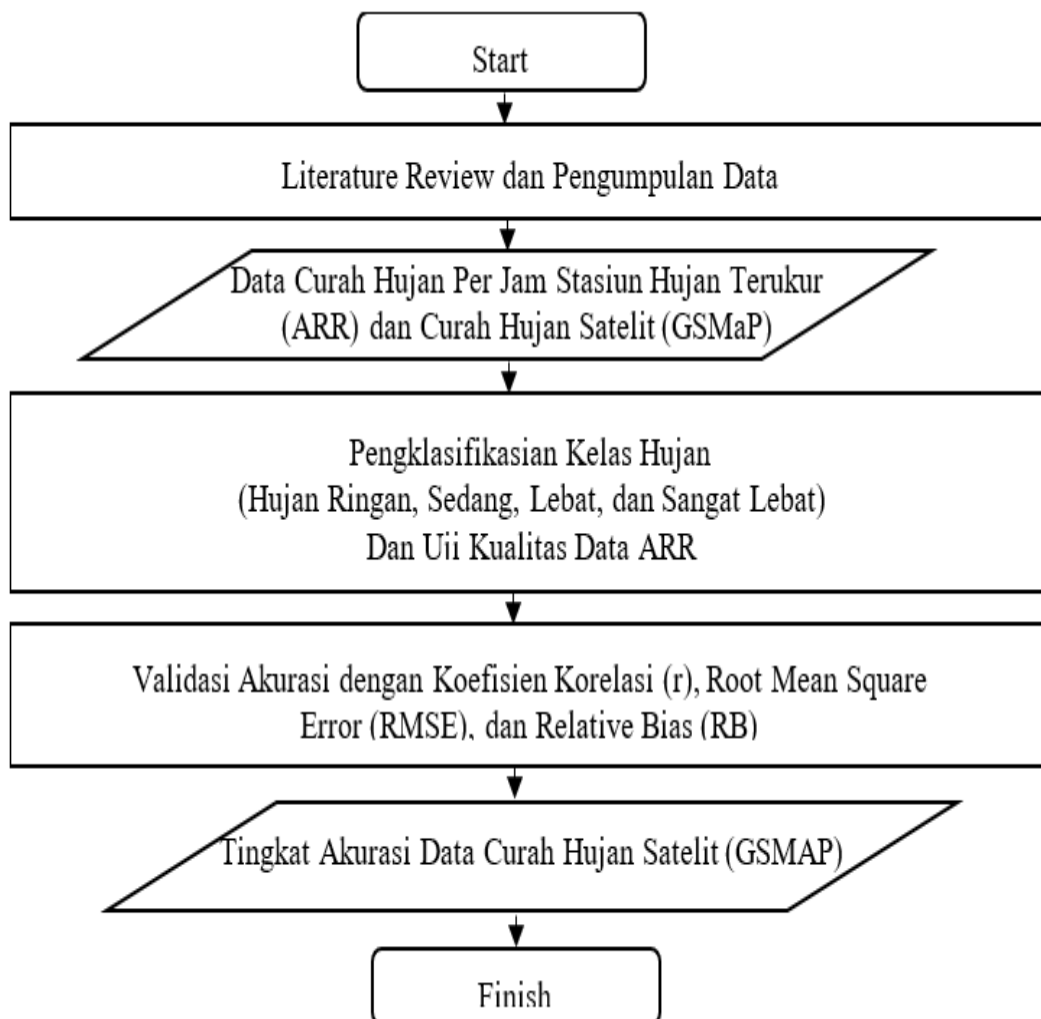 Start
Literature Review dan Pengumpulan Data
Data Curah Hujan Per Jam Stasiun Hujan Terukur
(ARR) dan Curah Hujan Satelit (GSMaP)
Pengklasifikasian Kelas Hujan
(Hujan Ringan, Sedang, Lebat, dan Sangat Lebat)
Dan Uji Kualitas Data ARR
Validasi Akurasi dengan Koefisien Korelasi (r), Root Mean Square
Error (RMSE), dan Relative Bias (RB)
Tingkat Akurasi Data Curah Hujan Satelit (GSMAP)
Finish